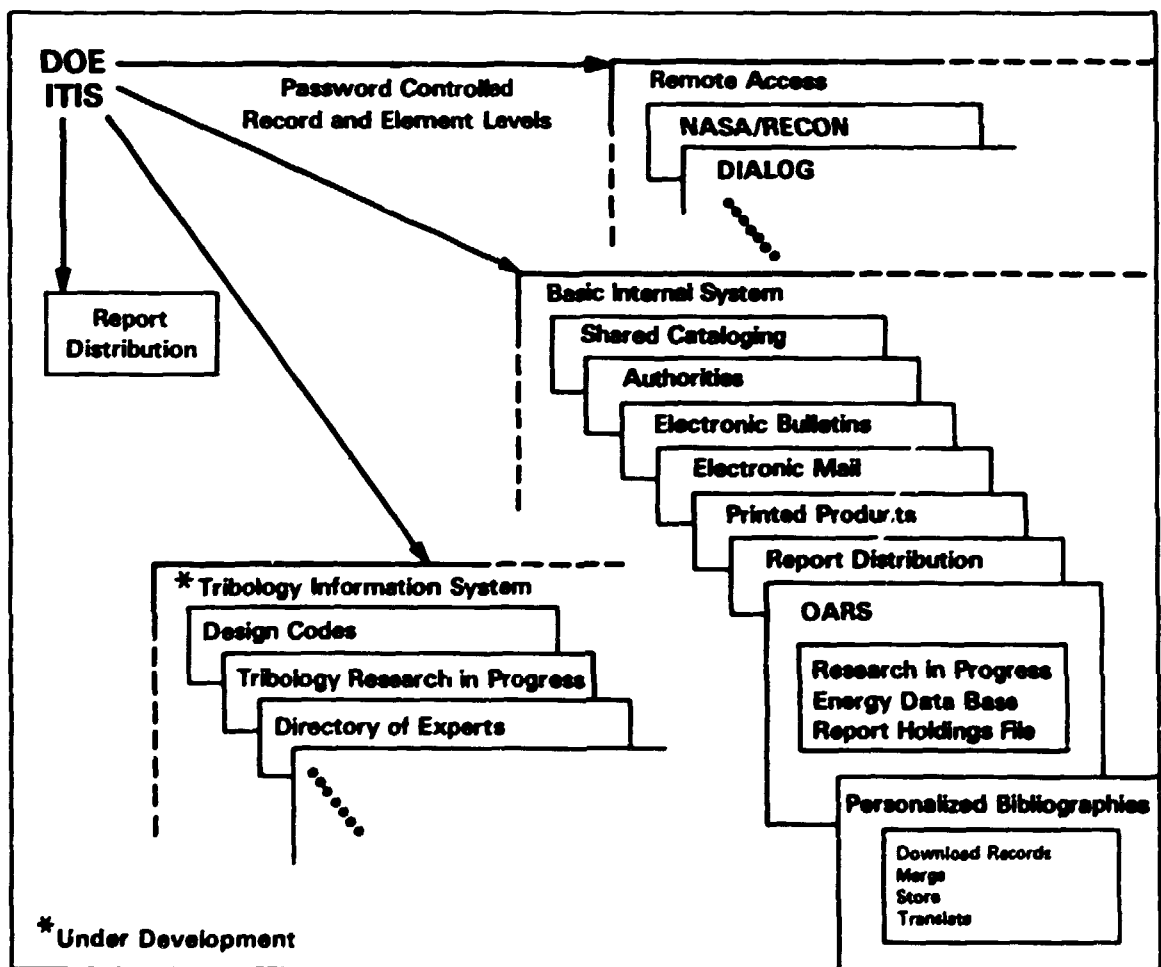 DOE
ITIS
Password Controlled
Record and Element Levels
Remote Access
NASA/RECON
DIALOG
Report
Distribution
Basic Internal System
Shared Cataloging
Authorities
Electronic Bulletins
Electronic Mail
Printed Products
Report Distribution
OARS
Research in Progress
Energy Data Base
Report Holdings File
Personalized Bibliographies
Download Records
Merge
Store
Translate
* Tribology Information System
Design Codes
Tribology Research in Progress
Directory of Experts
* Under Development